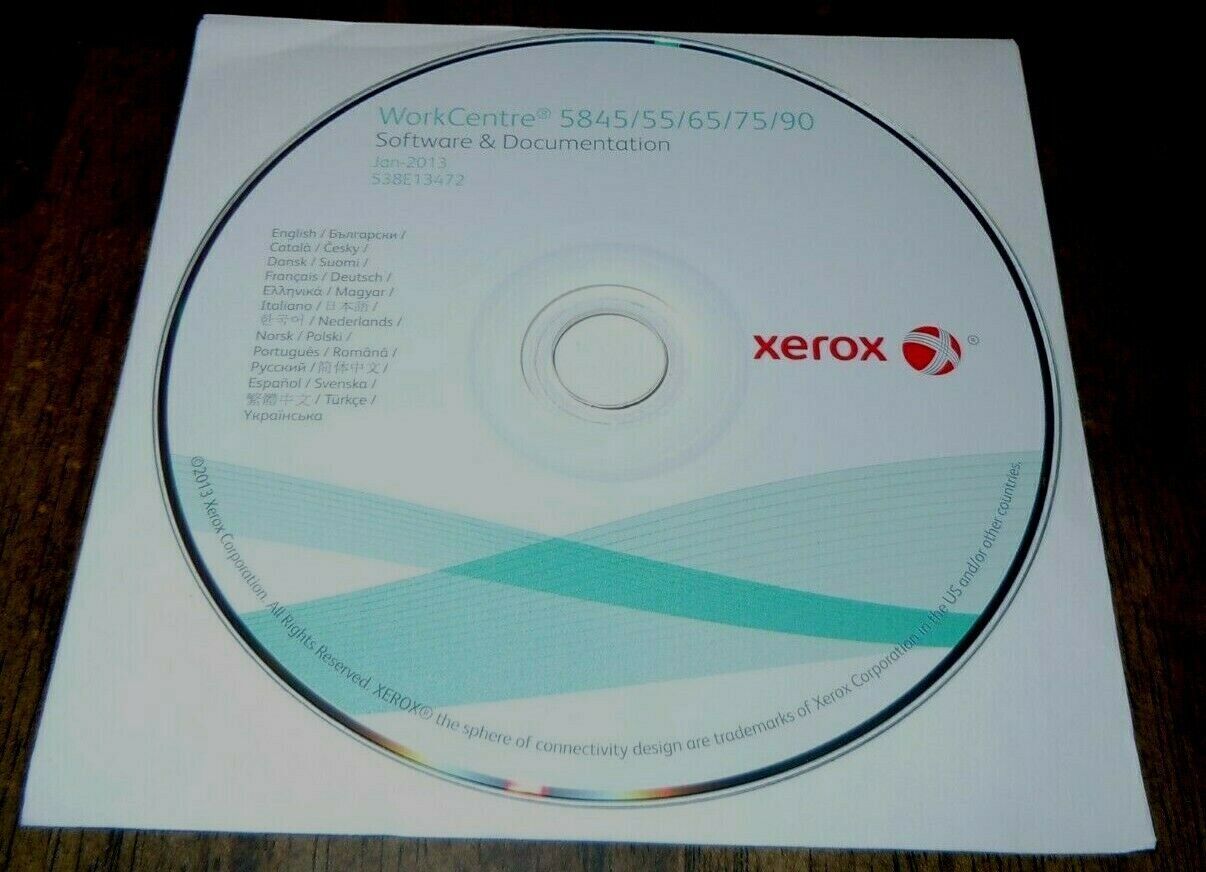 WorkCentre® 5845/55/65/75/90
Software & Documentation
Jan-2013
538E13472
English / Български /
Català / Česky /
Dansk / Suomi /
Français / Deutsch /
Ελληνικά / Magyar /
Italiano / 日本語 /
한국어 / Nederlands /
Norsk / Polski /
Português / Română /
Русский / 简体中文 /
Español / Svenska /
繁體中文 / Türkçe /
Українська
xerox ®
©2013 Xerox Corporation. All Rights Reserved. XEROX® the sphere of connectivity design are trademarks of Xerox Corporation in the US and/or other countries.